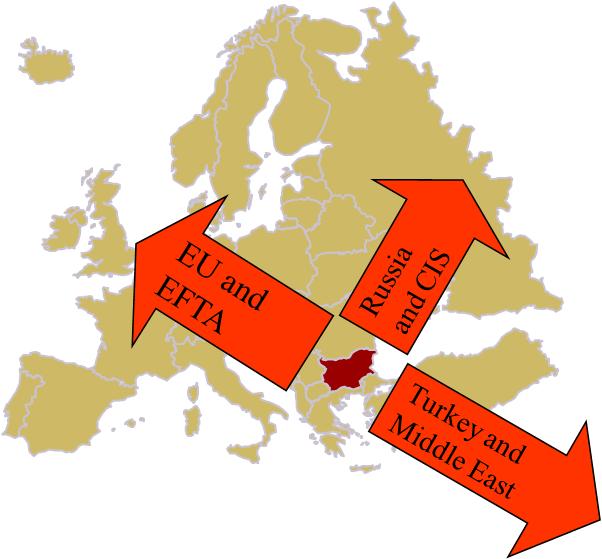 EU and
EFTA
Russia
and CIS
Turkey and
Middle East